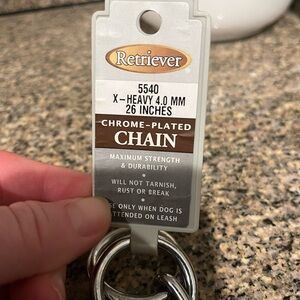 Retriever
5540
X-HEAVY 4.0 MM
26 INCHES
CHROME-PLATED
CHAIN
MAXIMUM STRENGTH
& DURABILITY
WILL NOT TARNISH,
RUST OR BREAK
ONLY WHEN DOG IS
ON LEASH